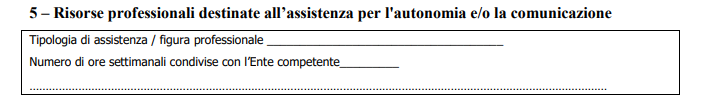 5 – Risorse professionali destinate all’assistenza per l'autonomia e/o la comunicazione
Tipologia di assistenza / figura professionale ___________________________________
Numero di ore settimanali condivise con l’Ente competente_________
........................................................................................................................................................................